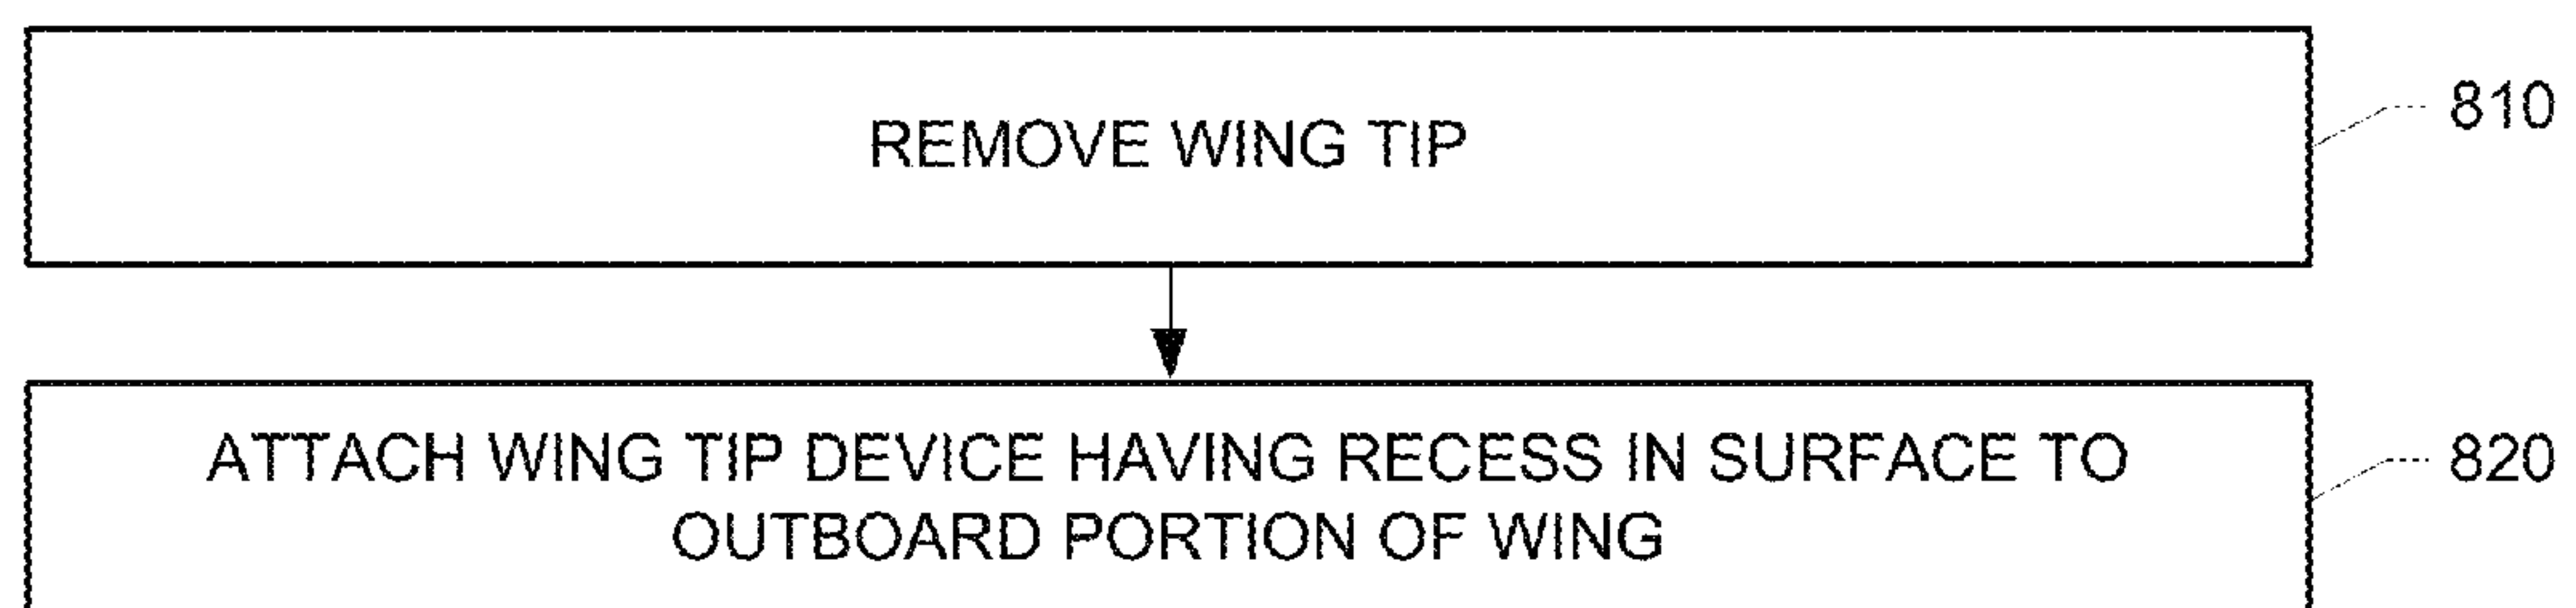 REMOVE WING TIP
810
ATTACH WING TIP DEVICE HAVING RECESS IN SURFACE TO
OUTBOARD PORTION OF WING
820